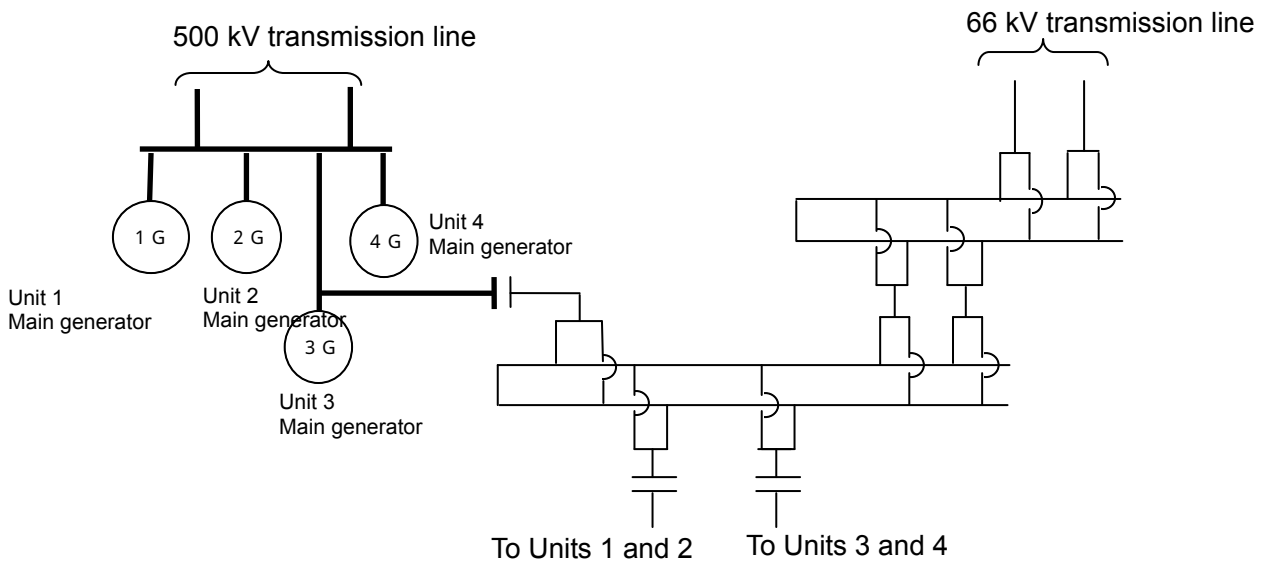 500 kV transmission line
66 kV transmission line
1 G
2 G
4 G
Unit 4
Main generator
Unit 1
Main generator
Unit 2
Main generator
3 G
Unit 3
Main generator
To Units 1 and 2
To Units 3 and 4